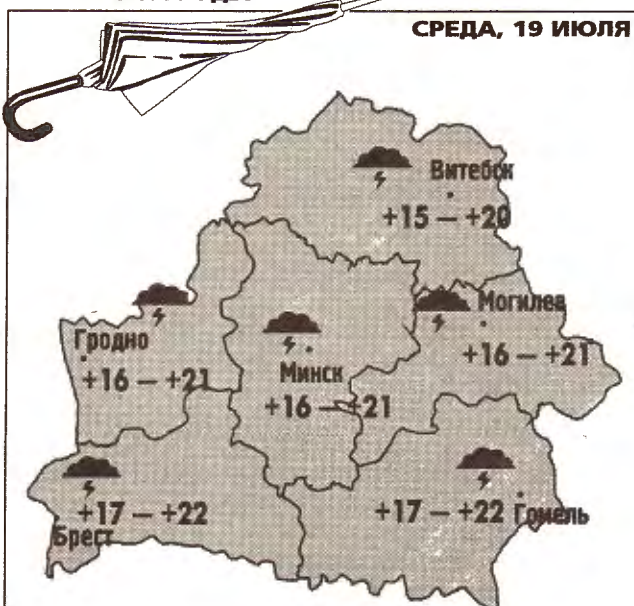 СРЕДА, 19 ИЮЛЯ
Витебск
+15 — +20
Могилев
+16 — +21
Гродно
+16 — +21
Минск
+16 — +21
+17 — +22
Брест
+17 — +22 Гомель